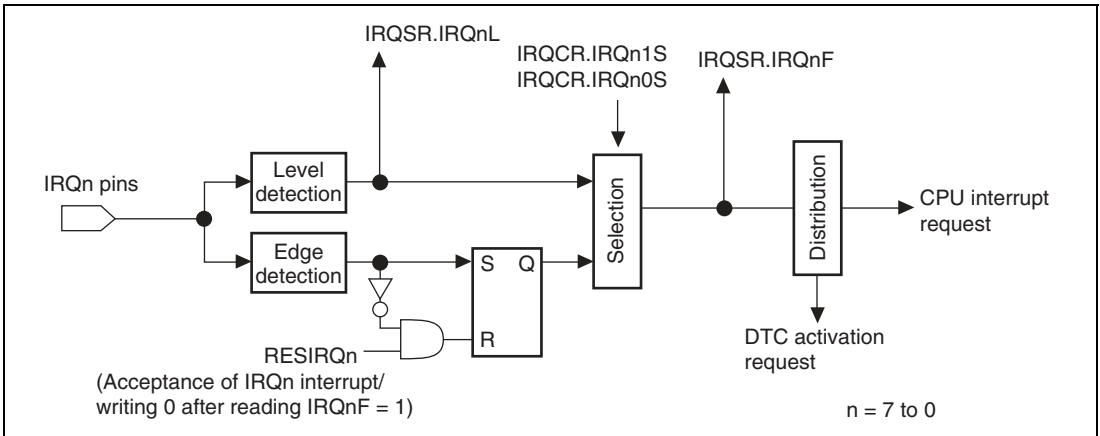 IRQSR.IRQnL
IRQCR.IRQn1S
IRQCR.IRQn0S
IRQSR.IRQnF
IRQn pins
Level
detection
Edge
detection
S Q
R
Selection
Distribution
CPU interrupt
request
DTC activation
request
RESIRQn
(Acceptance of IRQn interrupt/
writing 0 after reading IRQnF = 1)
n = 7 to 0